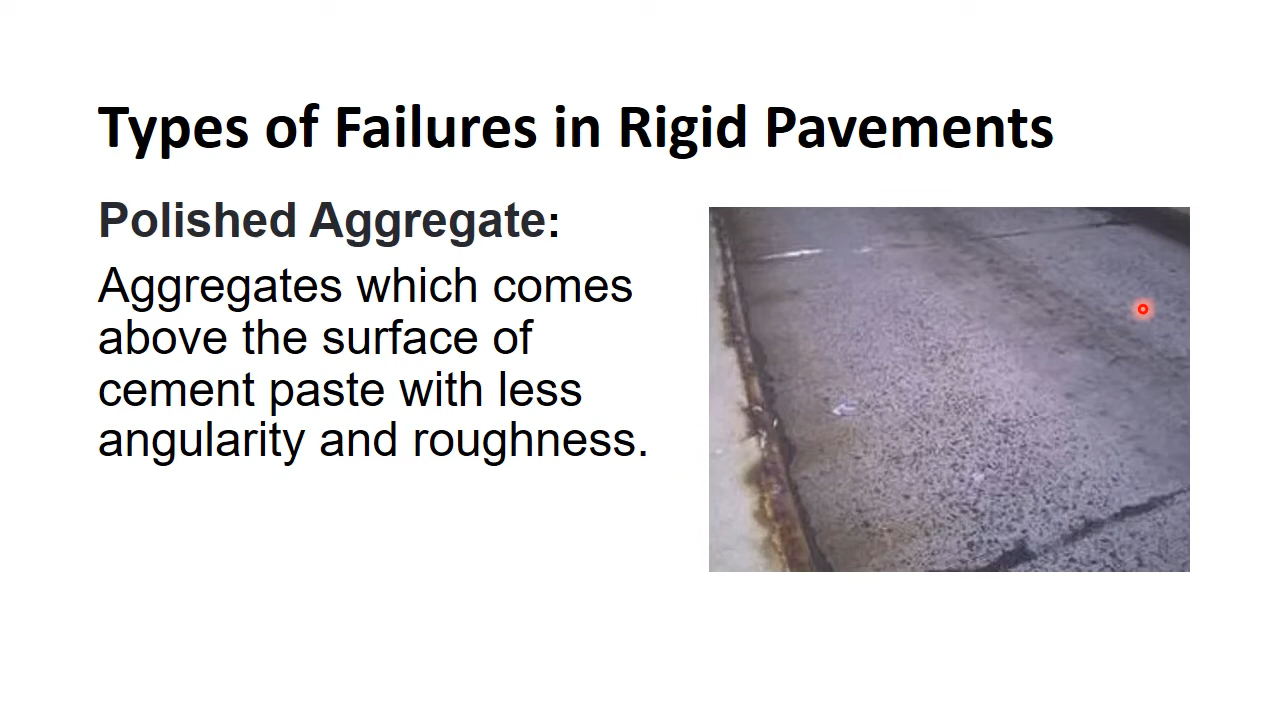 Types of Failures in Rigid Pavements
Polished Aggregate:
Aggregates which comes
above the surface of
cement paste with less
angularity and roughness.